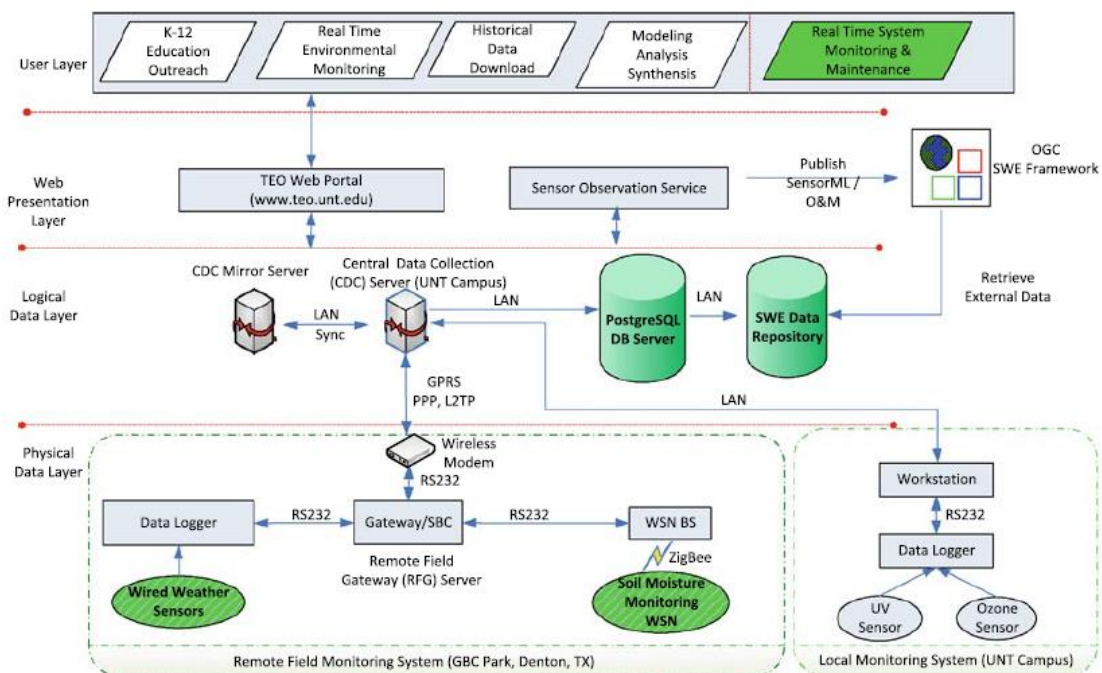 K-12
Education
Outreach
Real Time
Environmental
Monitoring
Historical
Data
Download
Modeling
Analysis
Synthensis
Real Time System
Monitoring &
Maintenance
User Layer
TEO Web Portal
(www.teo.unt.edu)
Sensor Observation Service
Publish
SensorML /
O&M
OGC
SWE Framework
Web
Presentation
Layer
CDC Mirror Server
Central Data Collection
(CDC) Server (UNT Campus)
LAN
Sync
LAN
PostgreSQL
DB Server
LAN
SWE Data
Repository
Retrieve
External Data
Logical
Data Layer
GPRS
PPP, L2TP
LAN
Physical
Data Layer
Wireless
Modem
RS232
Data Logger
RS232
Gateway/SBC
RS232
WSN BS
Remote Field
Gateway (RFG) Server
ZigBee
Wired Weather
Sensors
Soil Moisture
Monitoring
WSN
Remote Field Monitoring System (GBC Park, Denton, TX)
Workstation
RS232
Data Logger
UV
Sensor
Ozone
Sensor
Local Monitoring System (UNT Campus)